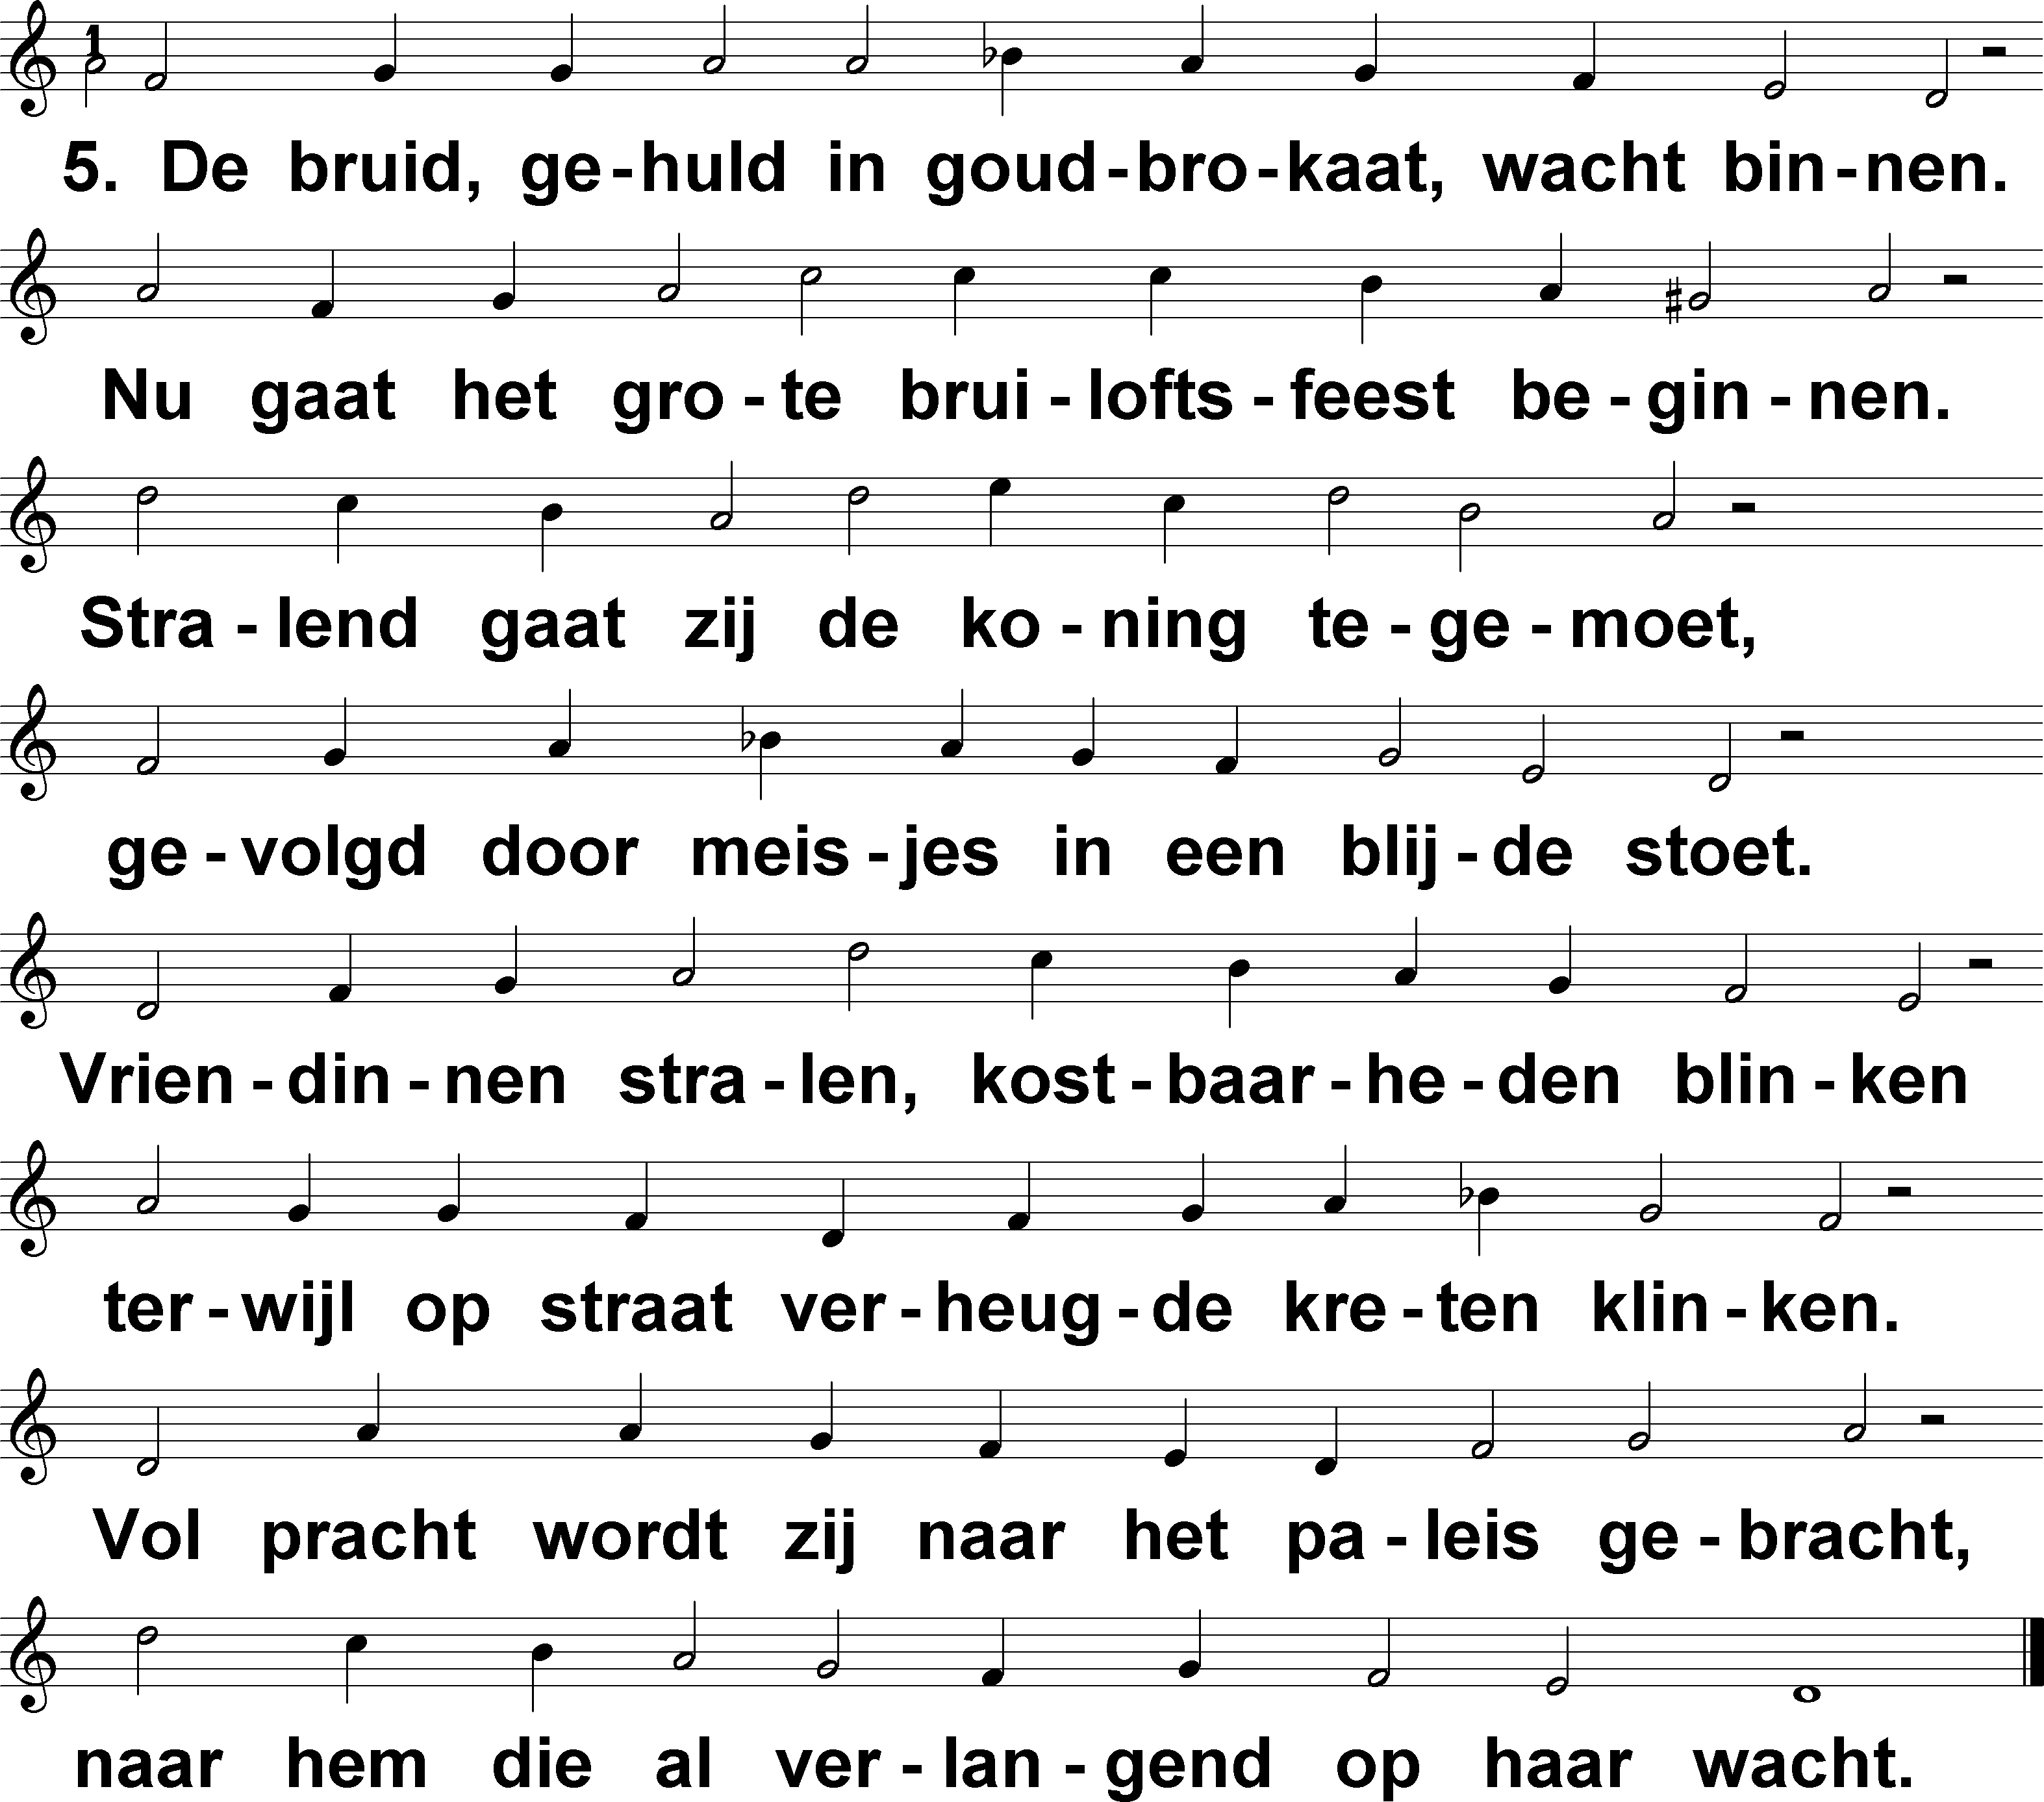 1
5. De bruid, ge-huld in goud-bro-kaat, wacht bin-nen.
Nu gaat het gro-te brui-lofts-feest be-gin-nen.
Stra-lend gaat zij de ko-ning te-ge-moet,
ge-volgd door meis-jes in een blij-de stoet.
Vrien-din-nen stra-len, kost-baar-he-den blin-ken
ter-wijl op straat ver-heug-de kre-ten klin-ken.
Vol pracht wordt zij naar het pa-leis ge-bracht,
naar hem die al ver-lan-gend op haar wacht.